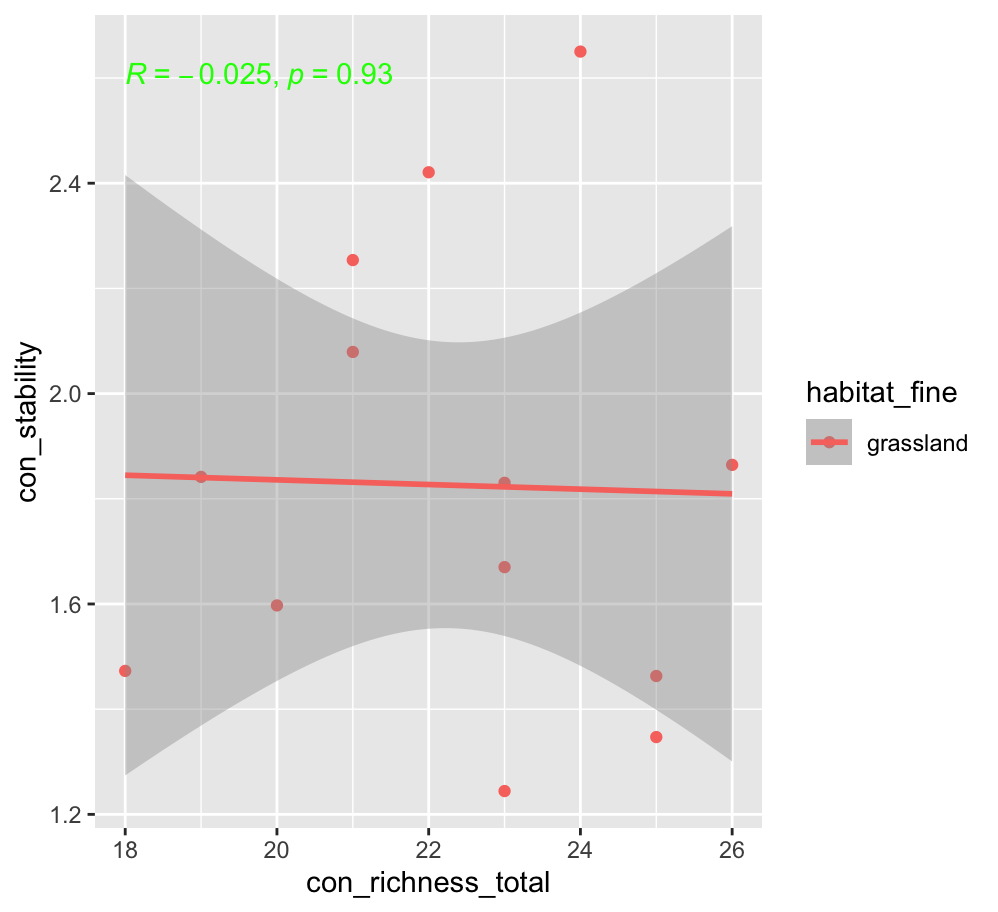 R = −0.025, p = 0.93
2.4
2.0
1.6
1.2
con_stability
18 20 22 24 26
con_richness_total
habitat_fine
grassland